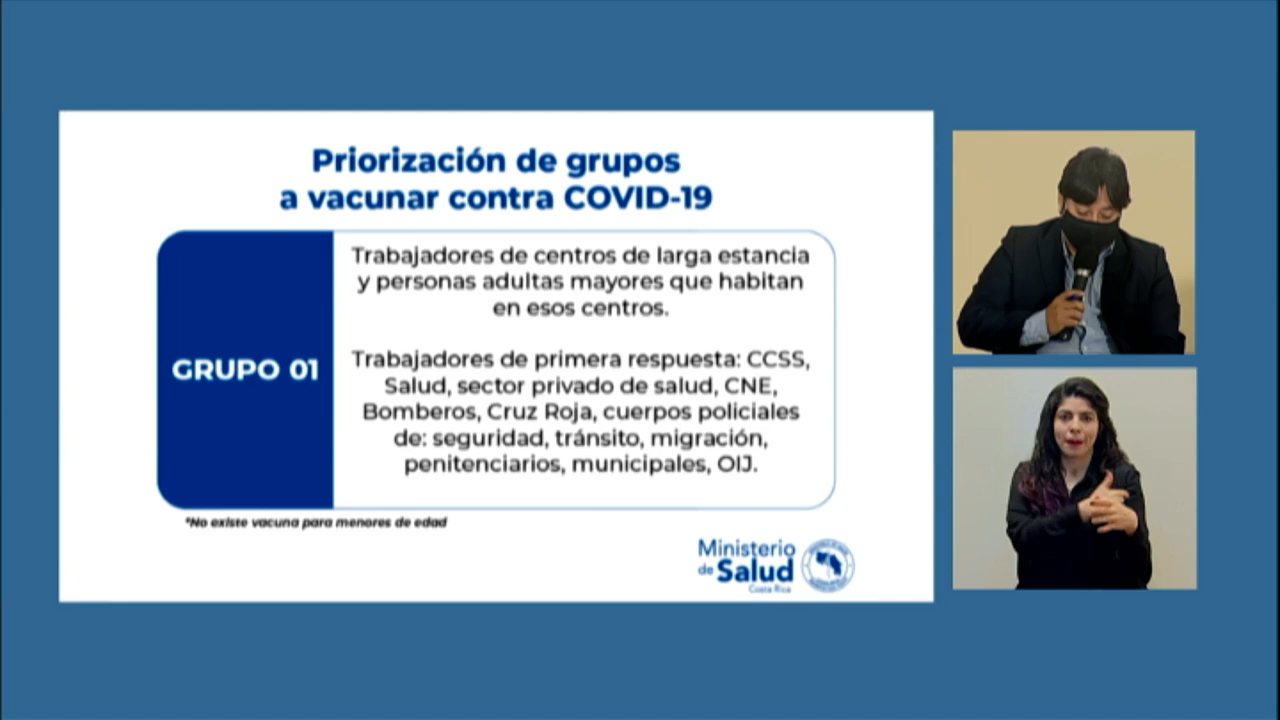 Priorización de grupos
a vacunar contra COVID-19
GRUPO 01
Trabajadores de centros de larga estancia
y personas adultas mayores que habitan
en esos centros.
Trabajadores de primera respuesta: CCSS,
Salud, sector privado de salud, CNE,
Bomberos, Cruz Roja, cuerpos policiales
de: seguridad, tránsito, migración,
penitenciarios, municipales, OIJ.
*No existe vacuna para menores de edad
Ministerio
de Salud
Costa Rica